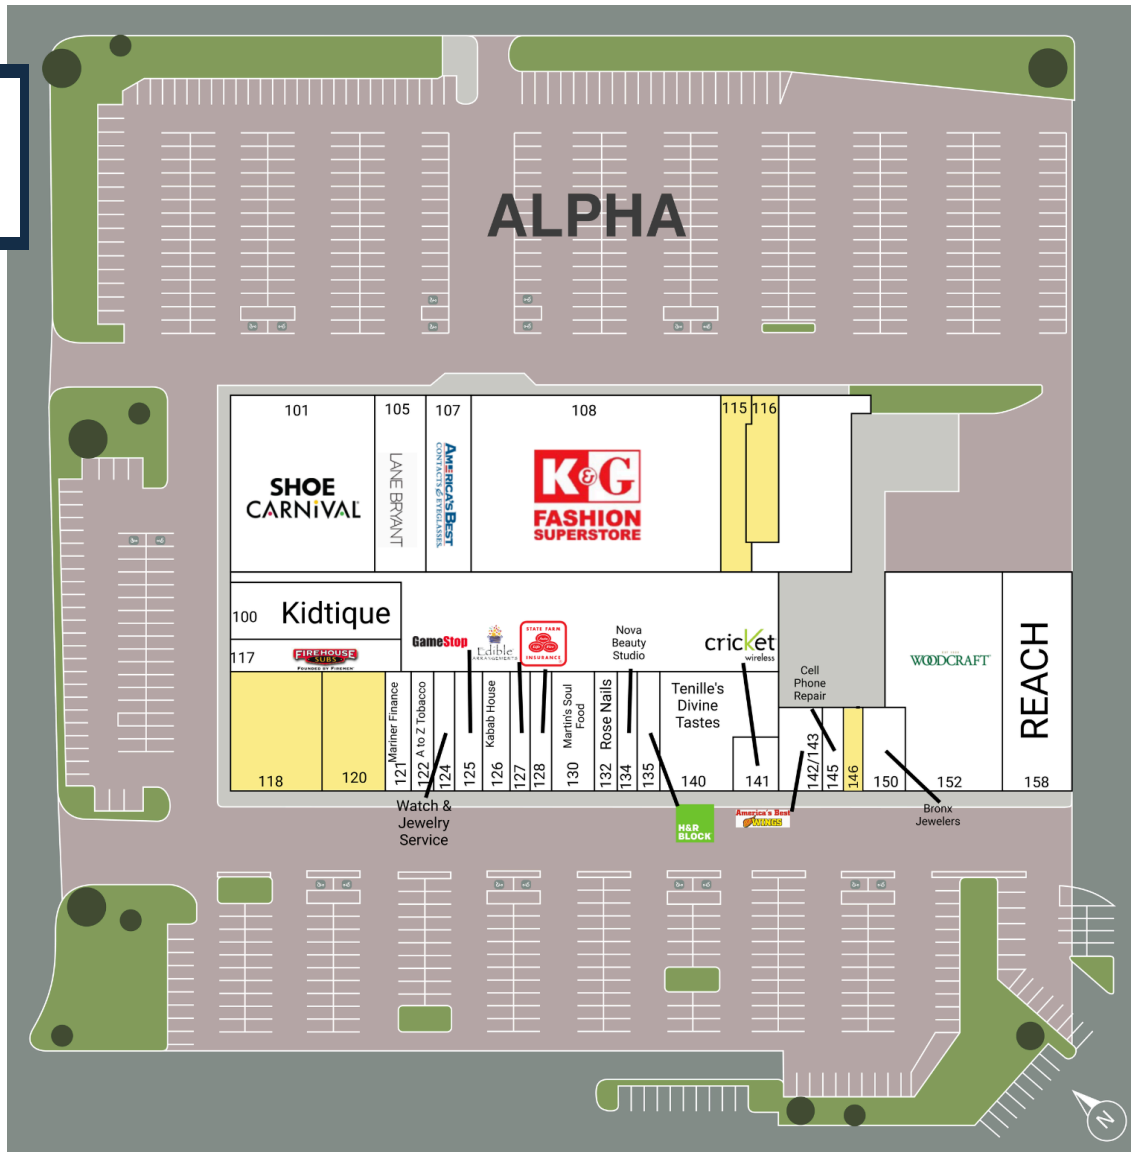 ALPHA
101
105
107
108
115
116
SHOE
CARNiVAL
LANE BRYANT
AMERICA'S BEST
CONTACTS & EYEGLASSES
K&G
FASHION
SUPERSTORE
100
Kidtique
117
FIREHOUSE
SUBS
FOUNDED BY FIREMEN
GameStop
Edible
ARRANGEMENTS
STATE FARM
INSURANCE
Nova
Beauty
Studio
cricket
wireless
Cell
Phone
Repair
WOODCRAFT
REACH
118
120
121
Mariner Finance
122
A to Z Tobacco
124
125
126
Kabab House
127
128
130
Martin's Soul
Food
132
Rose Nails
134
135
Tenille's
Divine
Tastes
140
141
142/143
145
146
150
152
158
Watch &
Jewelry
Service
H&R
BLOCK
America's Best
WINGS
Bronx
Jewelers
N